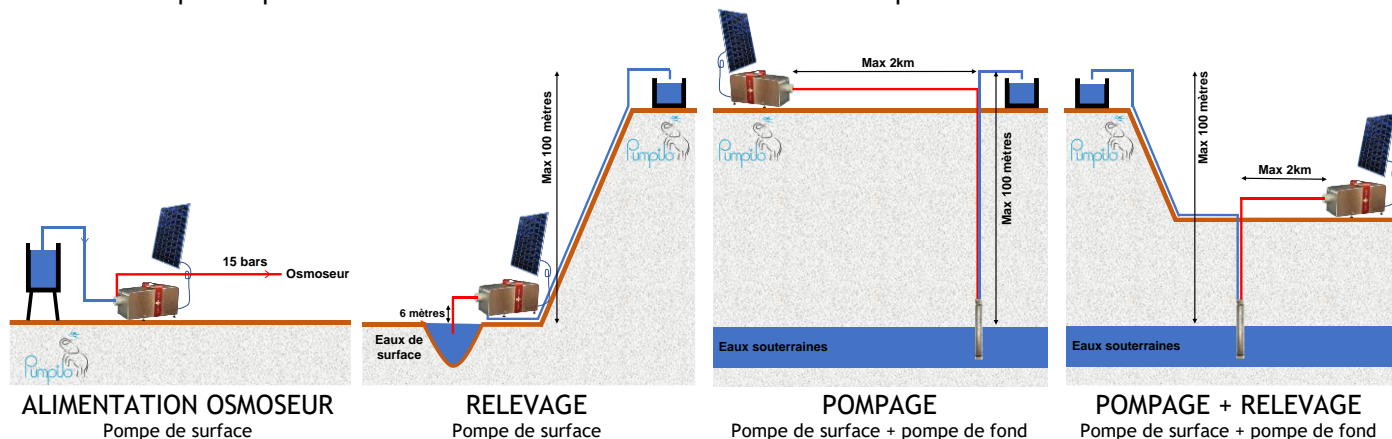 15 bars
Osmoseur
Pumpilo
ALIMENTATION OSMOSEUR
Pompe de surface
Max 100 mètres
6 mètres
Eaux de
surface
Pumpilo
RELEVAGE
Pompe de surface
Max 2km
Max 100 mètres
Pumpilo
Eaux souterraines
POMPAGE
Pompe de surface + pompe de fond
Max 100 mètres
Max 2km
Pumpilo
Eaux souterraines
POMPAGE + RELEVAGE
Pompe de surface + pompe de fond